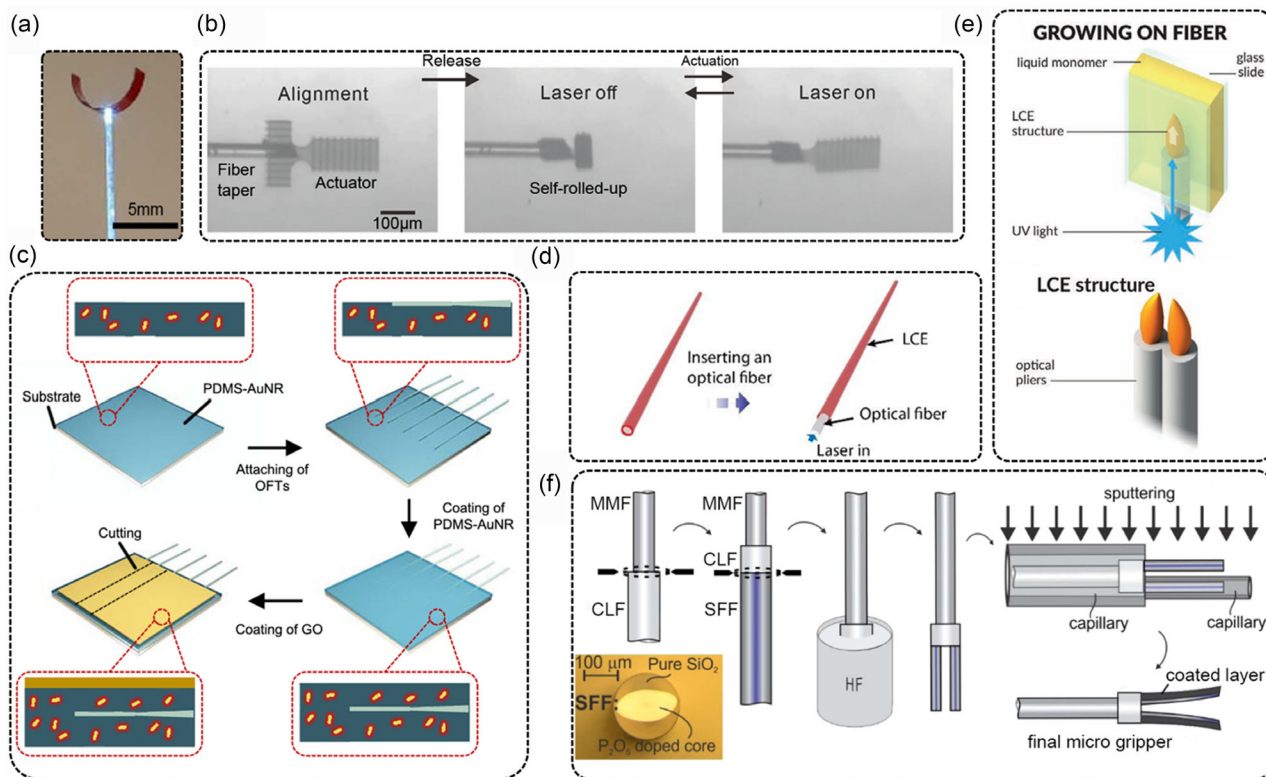 (a)
5mm
(b)
Alignment
Fiber
taper
Actuator
100μm
Release
Laser off
Self-rolled-up
Actuation
Laser on
(c)
Substrate
PDMS-AuNR
Attaching of
OFTs
Coating of
PDMS-AuNR
Coating of GO
Cutting
(d)
Inserting an
optical fiber
LCE
Optical fiber
Laser in
(e)
GROWING ON FIBER
liquid monomer
glass
slide
LCE
structure
UV light
LCE structure
optical
pliers
(f)
MMF
CLF
MMF
CLF
SFF
HF
100 μm
Pure SiO₂
SFF
P₂O₅ doped core
sputtering
capillary
capillary
coated layer
final micro gripper